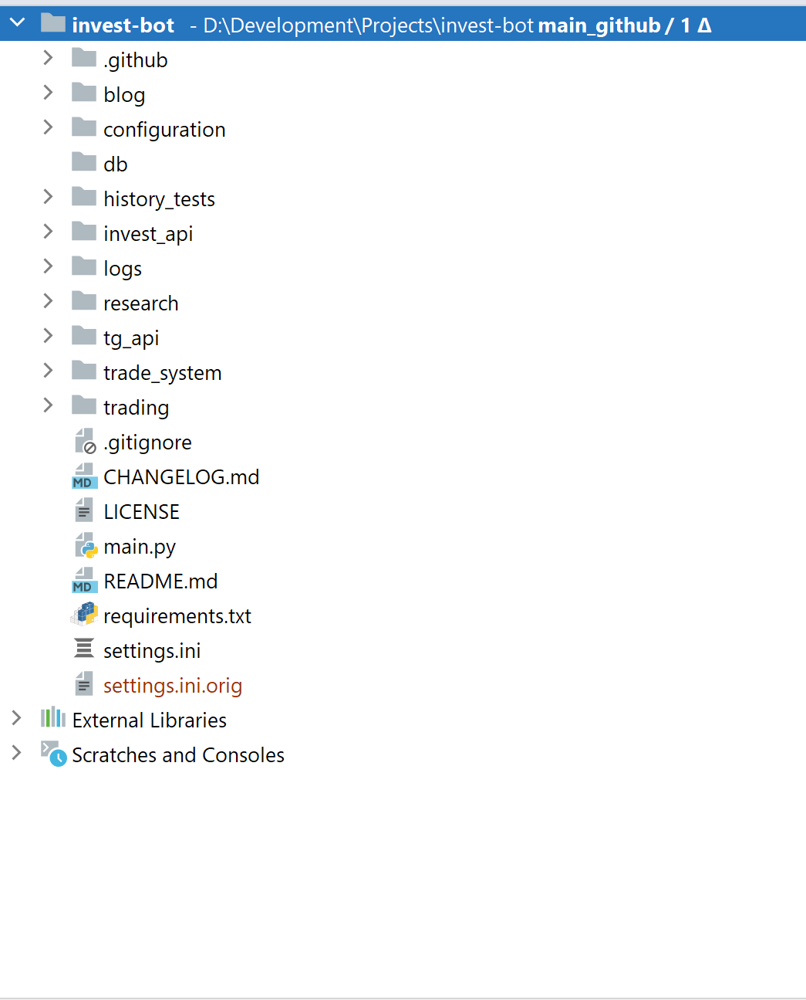 invest-bot - D:\Development\Projects\invest-bot main_github / 1 Δ
.github
blog
configuration
db
history_tests
invest_api
logs
research
tg_api
trade_system
trading
.gitignore
MD CHANGELOG.md
LICENSE
main.py
MD README.md
requirements.txt
settings.ini
settings.ini.orig
External Libraries
Scratches and Consoles